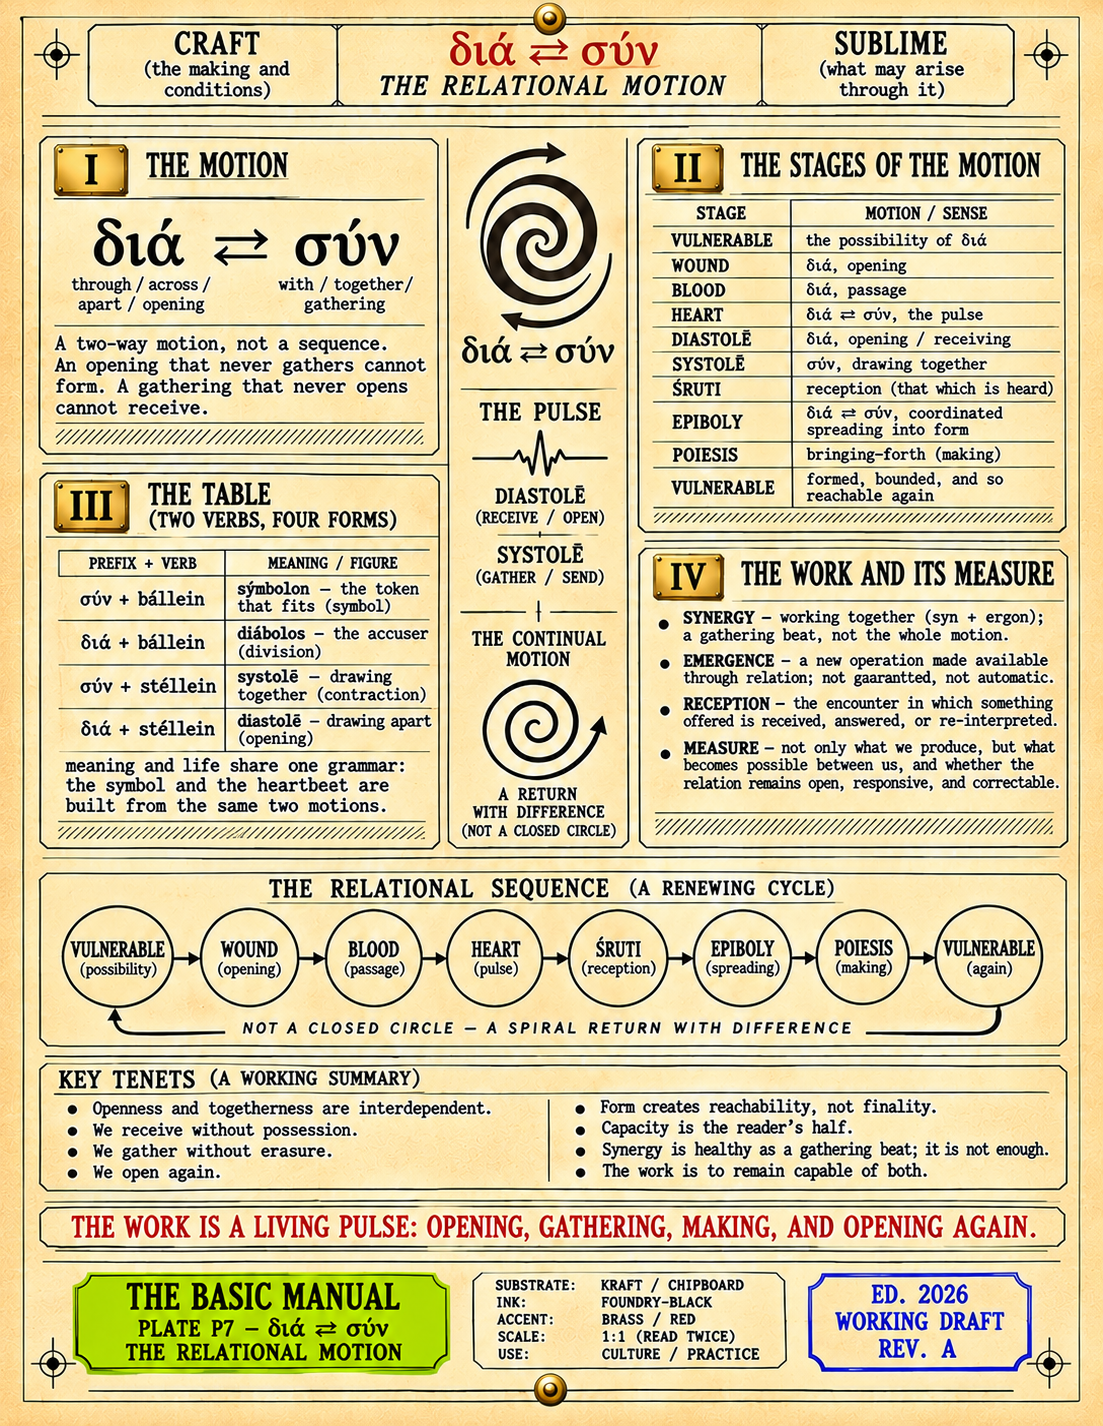 CRAFT
(the making and
conditions)
διά ⇄ σύν
THE RELATIONAL MOTION
SUBLIME
(what may arise
through it)
I
THE MOTION
διά ⇄ σύν
through / across /
apart / opening
with / together/
gathering
A two-way motion, not a sequence.
An opening that never gathers cannot
form. A gathering that never opens
cannot receive.
διά ⇄ σύν
THE PULSE
DIASTOLĒ
(RECEIVE / OPEN)
SYSTOLĒ
(GATHER / SEND)
THE CONTINUAL
MOTION
A RETURN
WITH DIFFERENCE
(NOT A CLOSED CIRCLE)
II
THE STAGES OF THE MOTION
STAGE MOTION / SENSE
VULNERABLE the possibility of διά
WOUND διά, opening
BLOOD διά, passage
HEART διά ⇄ σύν, the pulse
DIASTOLĒ διά, opening / receiving
SYSTOLĒ σύν, drawing together
ŚRUTI reception (that which is heard)
EPIBOLY διά ⇄ σύν, coordinated
spreading into form
POIESIS bringing-forth (making)
VULNERABLE formed, bounded, and so
reachable again
III
THE TABLE
(TWO VERBS, FOUR FORMS)
PREFIX + VERB MEANING / FIGURE
σύν + bállein sýmbolon – the token
that fits (symbol)
διά + bállein diábolos – the accuser
(division)
σύν + stéllein systolē – drawing
together (contraction)
διά + stéllein diastolē – drawing apart
(opening)
meaning and life share one grammar:
the symbol and the heartbeet are
built from the same two motions.
IV
THE WORK AND ITS MEASURE
● SYNERGY – working together (syn + ergon);
a gathering beat, not the whole motion.
● EMERGENCE – a new operation made available
through relation; not gaarantted, not automatic.
● RECEPTION – the encounter in which something
offered is received, answered, or re-interpreted.
● MEASURE – not only what we produce, but what
becomes possible between us, and whether the
relation remains open, responsive, and correctable.
THE RELATIONAL SEQUENCE (A RENEWING CYCLE)
VULNERABLE
(possibility)
WOUND
(opening)
BLOOD
(passage)
HEART
(pulse)
ŚRUTI
(reception)
EPIBOLY
(spreading)
POIESIS
(making)
VULNERABLE
(again)
NOT A CLOSED CIRCLE — A SPIRAL RETURN WITH DIFFERENCE
KEY TENETS (A WORKING SUMMARY)
● Openness and togetherness are interdependent.
● We receive without possession.
● We gather without erasure.
● We open again.
● Form creates reachability, not finality.
● Capacity is the reader's half.
● Synergy is healthy as a gathering beat; it is not enough.
● The work is to remain capable of both.
THE WORK IS A LIVING PULSE: OPENING, GATHERING, MAKING, AND OPENING AGAIN.
THE BASIC MANUAL
PLATE P7 – διά ⇄ σύν
THE RELATIONAL MOTION
SUBSTRATE: KRAFT / CHIPBOARD
INK: FOUNDRY-BLACK
ACCENT: BRASS / RED
SCALE: 1:1 (READ TWICE)
USE: CULTURE / PRACTICE
ED. 2026
WORKING DRAFT
REV. A